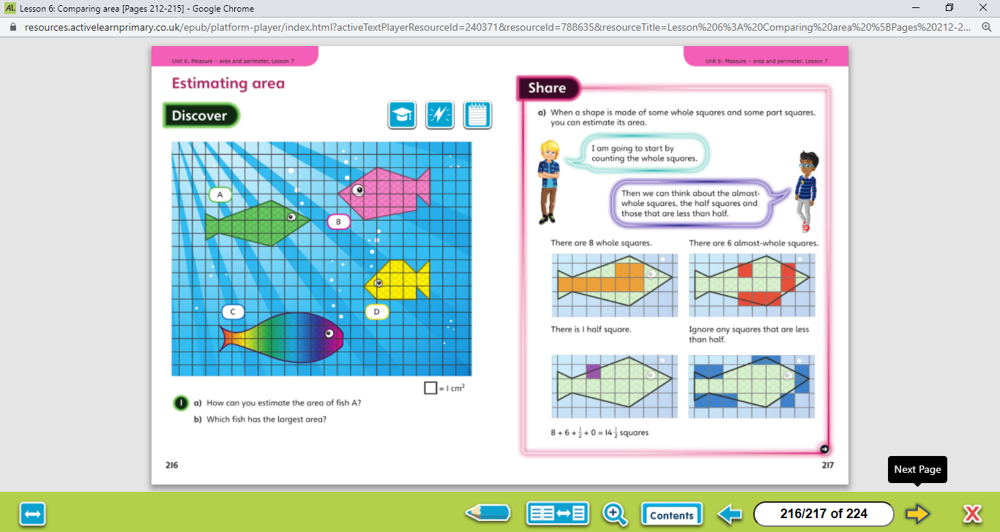 AL Lesson 6: Comparing area [Pages 212-215] - Google Chrome
resources.activelearnprimary.co.uk/epub/platform-player/index.html?activeTextPlayerResourceId=240371&resourceId=788635&resourceTitle=Lesson%206%3A%20Comparing%20area%20%5BPages%20212-2...
Unit 6: Measure – area and perimeter, Lesson 7
Estimating area
Discover
A
B
C
D
= 1 cm²
1 a) How can you estimate the area of fish A?
b) Which fish has the largest area?
216
Unit 6: Measure – area and perimeter, Lesson 7
Share
a) When a shape is made of some whole squares and some part squares,
you can estimate its area.
I am going to start by
counting the whole squares.
Then we can think about the almost-
whole squares, the half squares and
those that are less than half.
There are 8 whole squares.
There are 6 almost-whole squares.
There is 1 half square.
Ignore any squares that are less
than half.
8 + 6 + 1/2 + 0 = 14 1/2 squares
217
Next Page
Contents
216/217 of 224